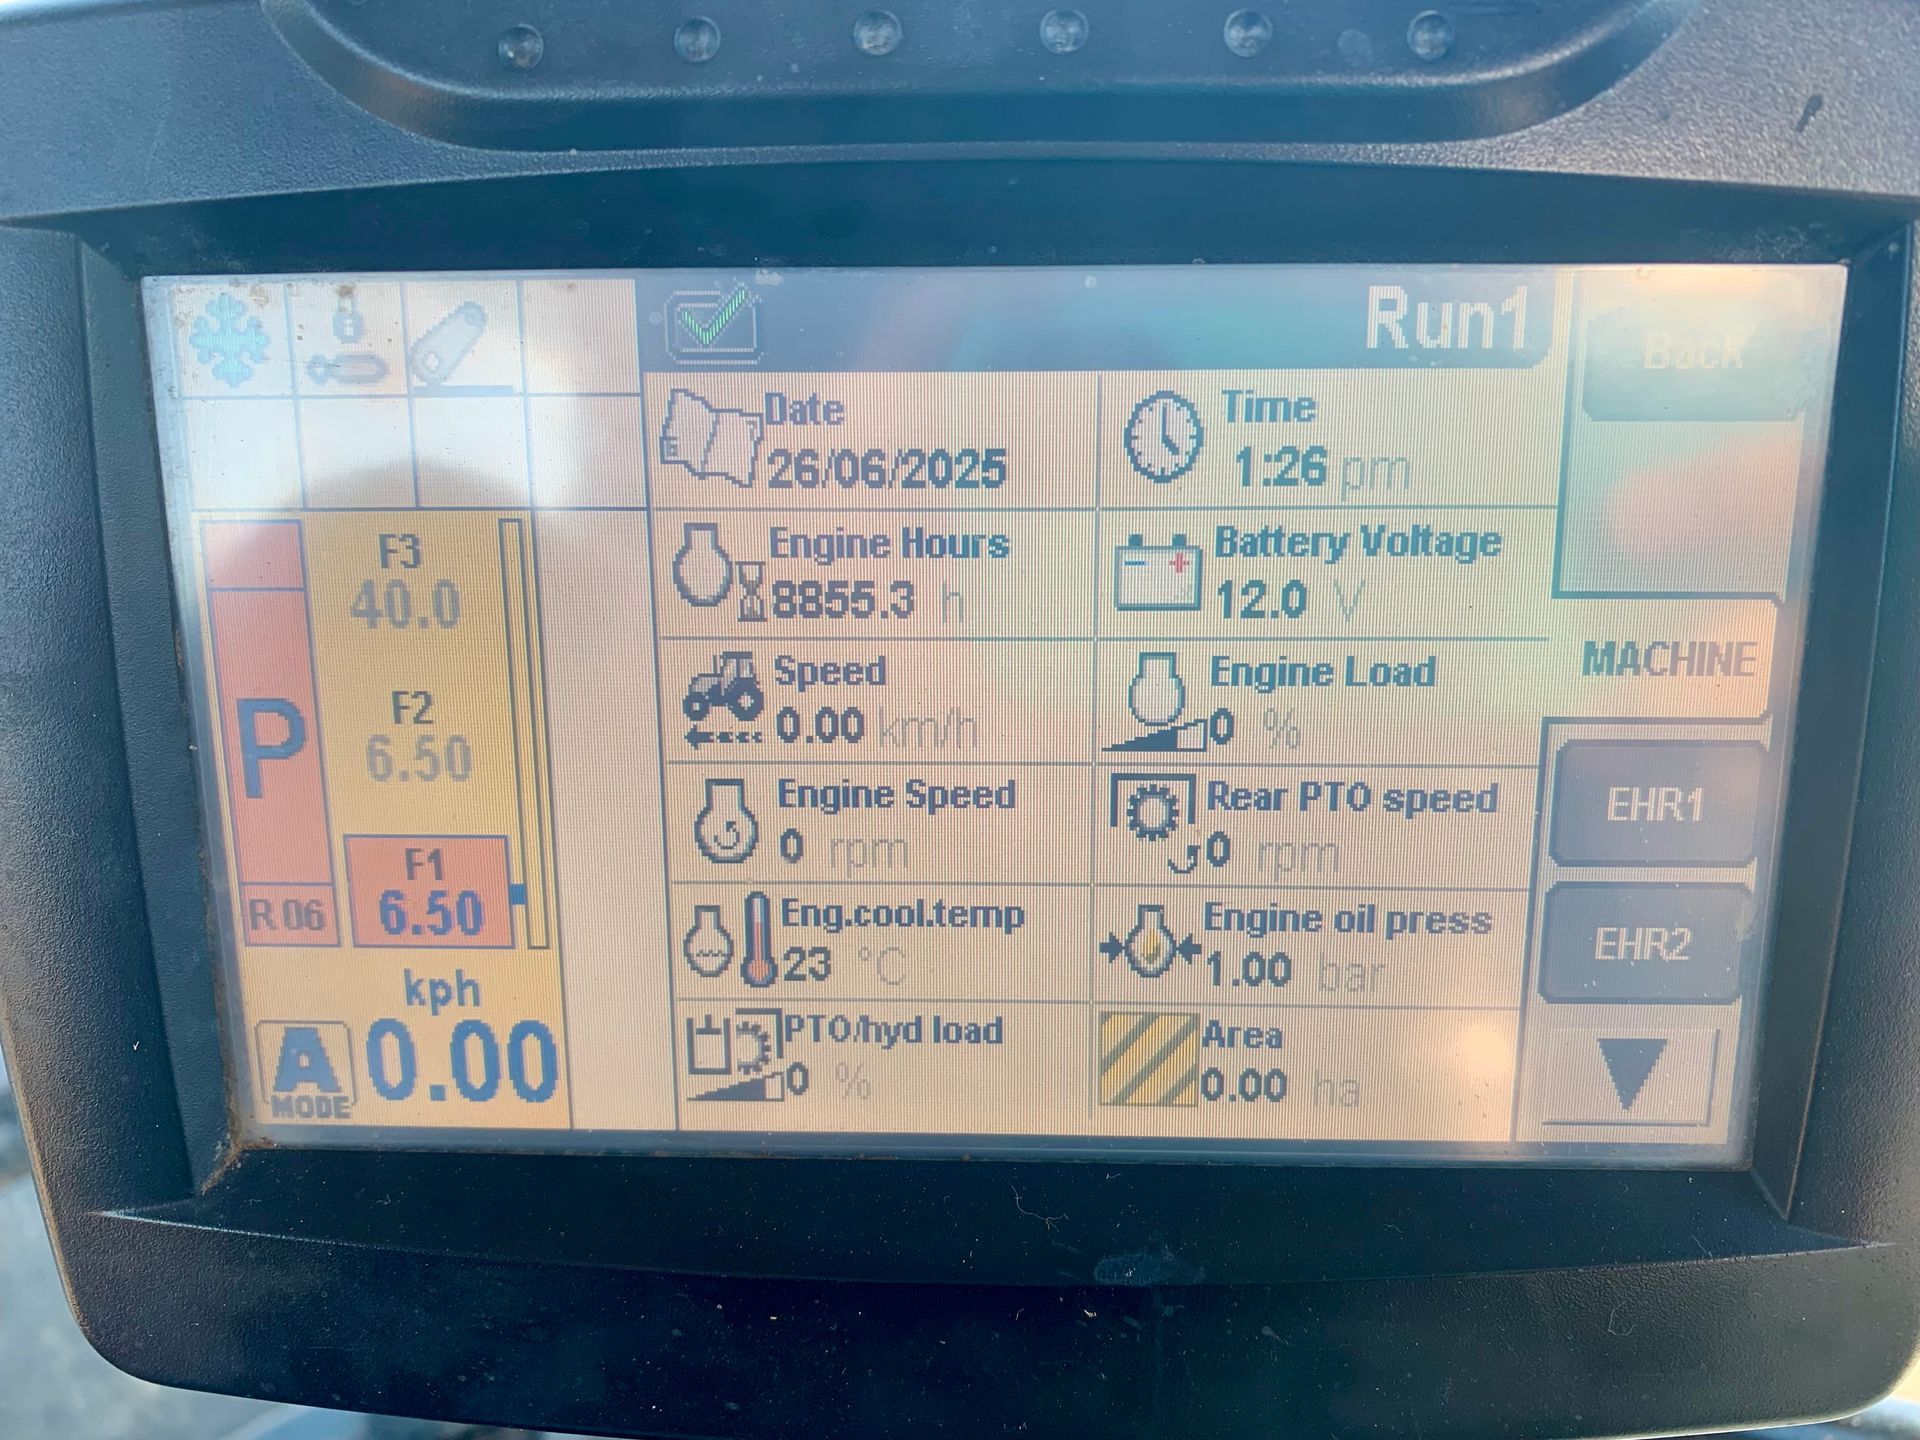 Run1
Back
Date
26/06/2025
Time
1:26 pm
Engine Hours
8855.3 h
Battery Voltage
12.0 V
Speed
0.00 km/h
Engine Load
0 %
Engine Speed
0 rpm
Rear PTO speed
0 rpm
Eng.cool.temp
23 °C
Engine oil press
1.00 bar
PTO/hyd load
0 %
Area
0.00 ha
F3
40.0
F2
6.50
F1
6.50
P
R 06
kph
0.00
A
MODE
MACHINE
EHR1
EHR2